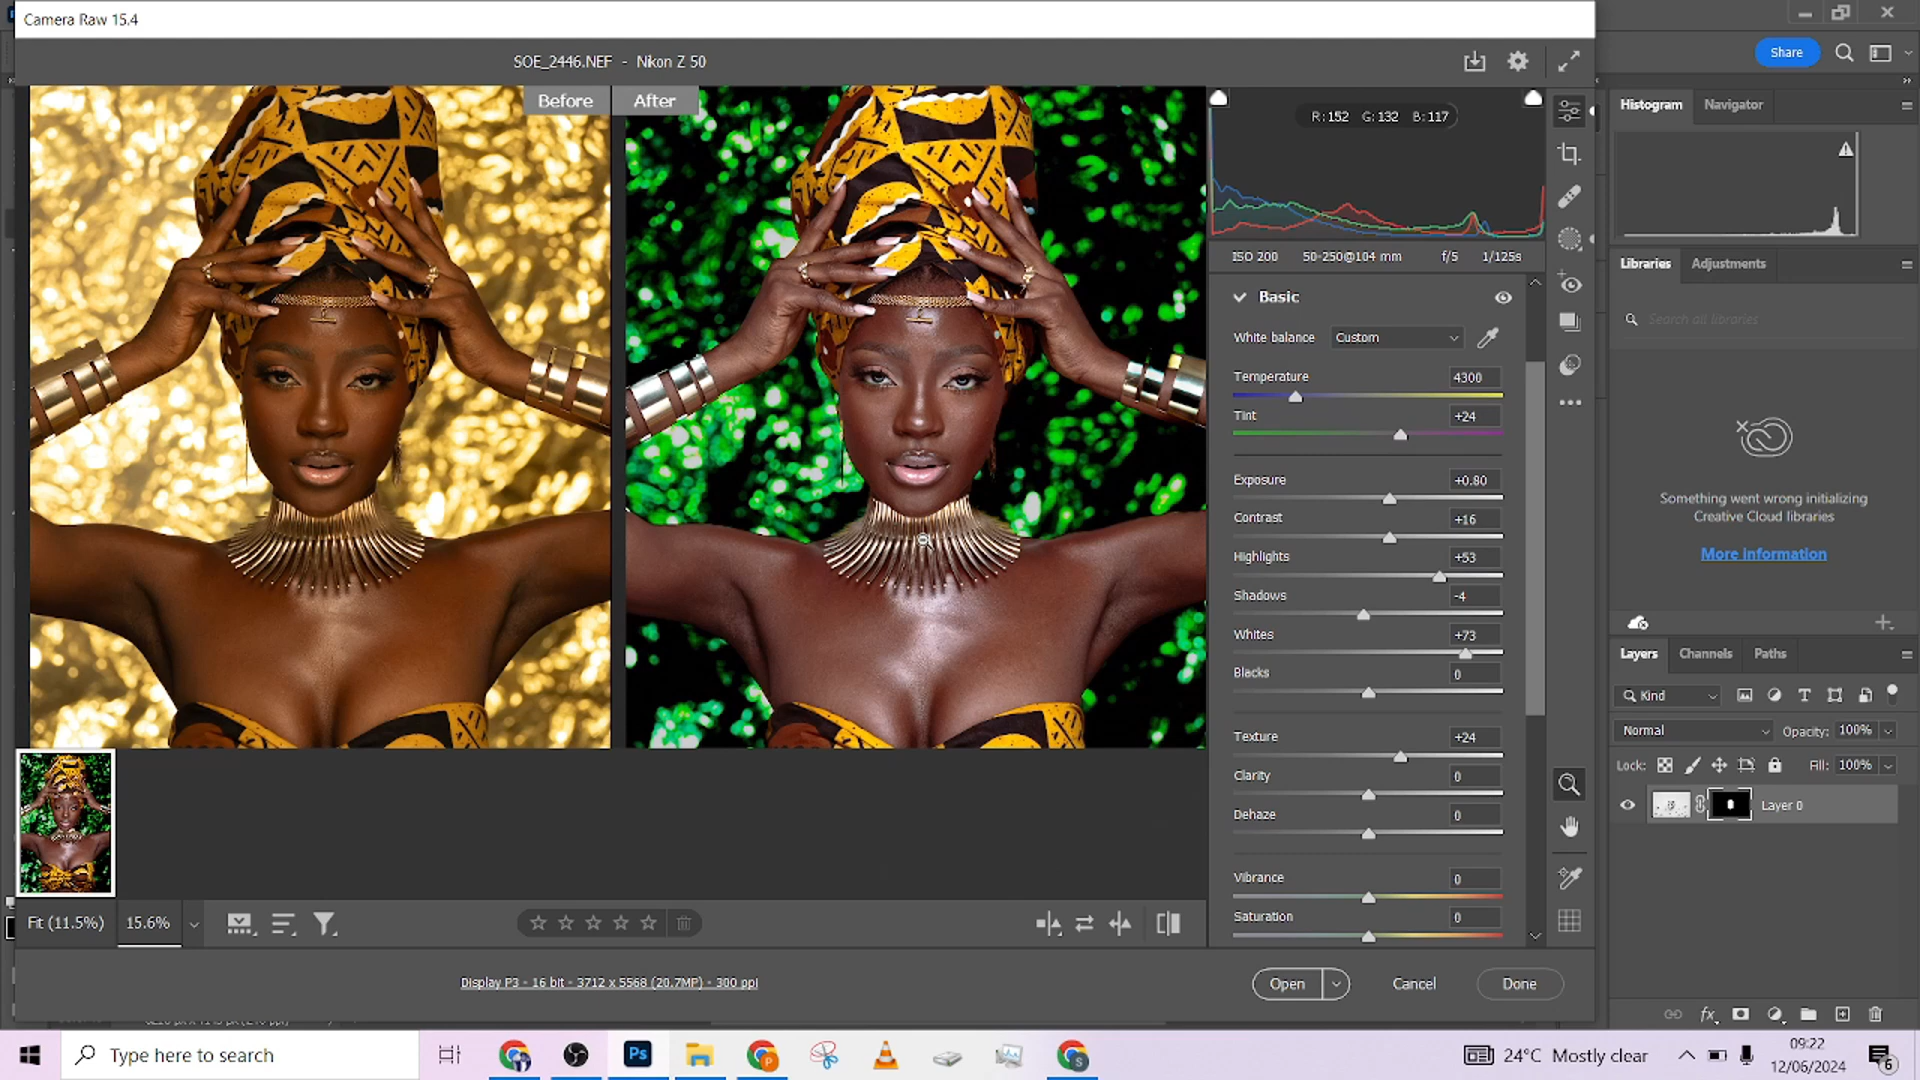 Camera Raw 15.4
SOE_2446.NEF - Nikon Z 50
Share
Before
After
R:152 G:132 B:117
Histogram
Navigator
ISO 200 50-250@104 mm f/5 1/125s
Libraries
Adjustments
Basic
Search all libraries
White balance
Custom
Temperature
4300
Tint
+24
Exposure
+0.80
Contrast
+16
Highlights
+53
Something went wrong initializing
Creative Cloud libraries
More information
Shadows
-4
Whites
+73
Blacks
0
Layers
Channels
Paths
Kind
Texture
+24
Normal
Opacity: 100%
Clarity
0
Lock:
Fill: 100%
Dehaze
0
Layer 0
Vibrance
0
Saturation
0
Fit (11.5%)
15.6%
Display P3 - 16 bit - 3712 x 5568 (20.7MP) - 300 ppi
Open
Cancel
Done
Type here to search
Ps
P
S
24°C Mostly clear
09:22
12/06/2024
6